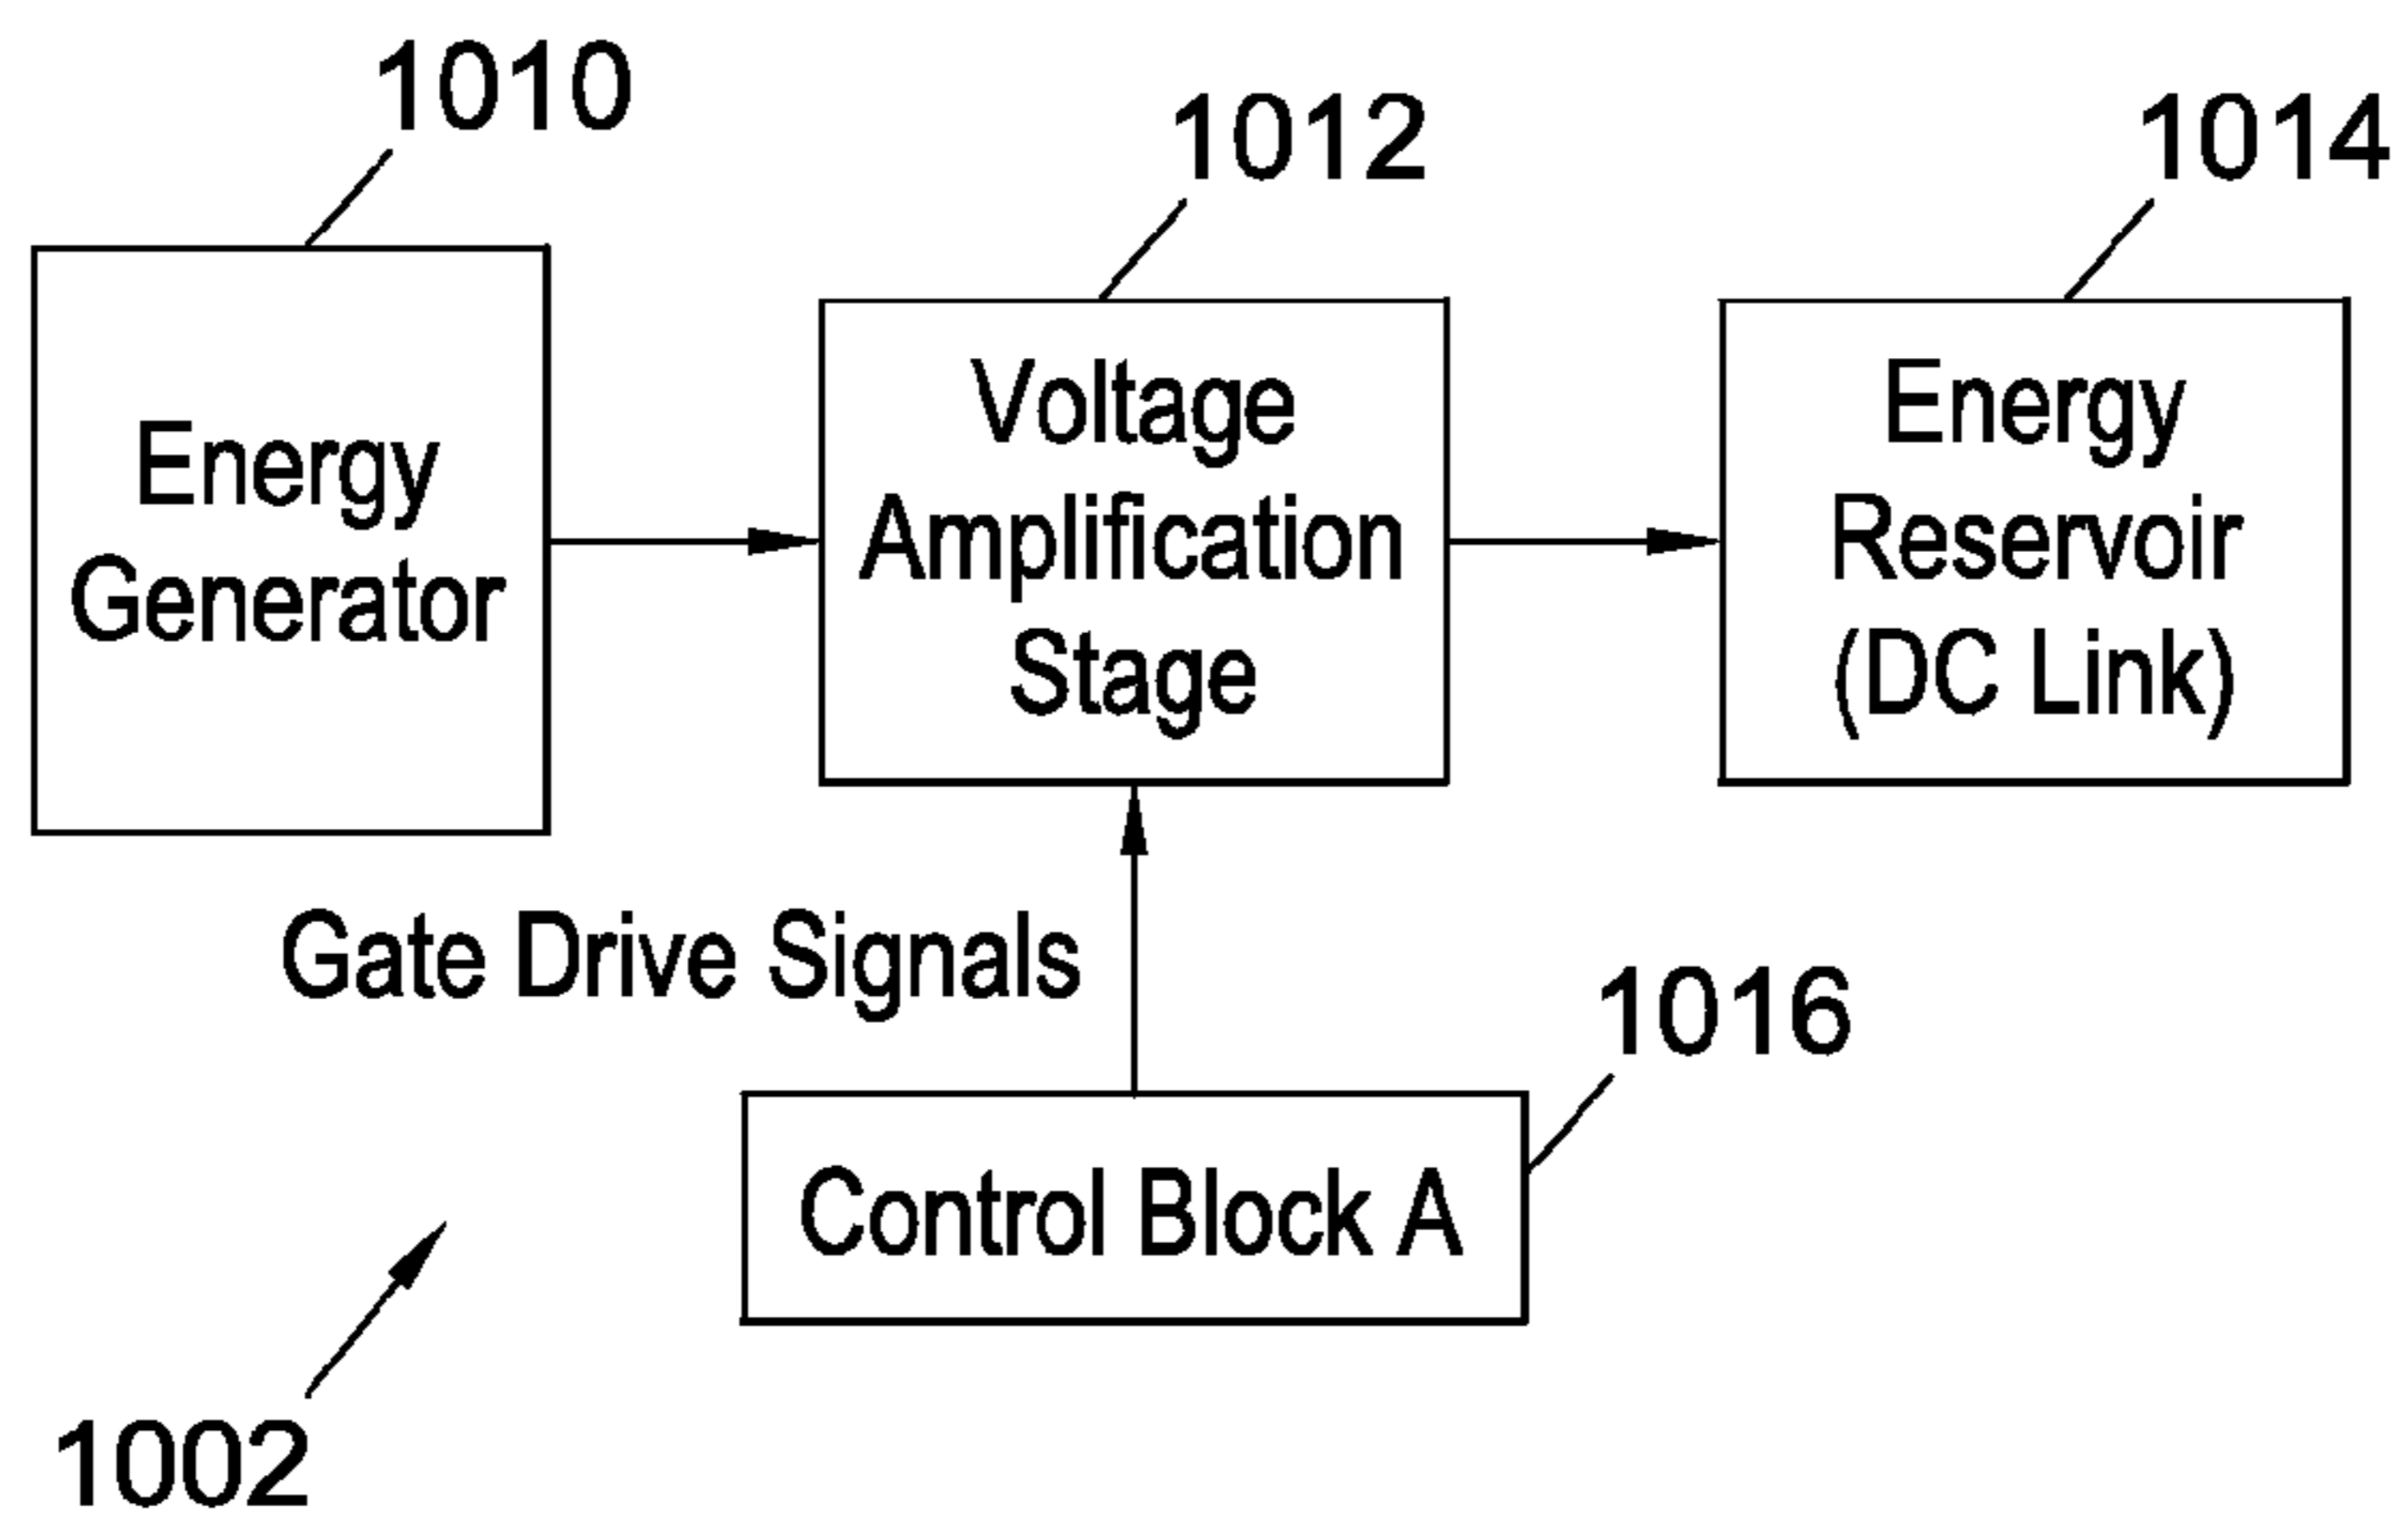 1010
1012
1014
Energy
Generator
Voltage
Amplification
Stage
Energy
Reservoir
(DC Link)
Gate Drive Signals
1016
Control Block A
1002